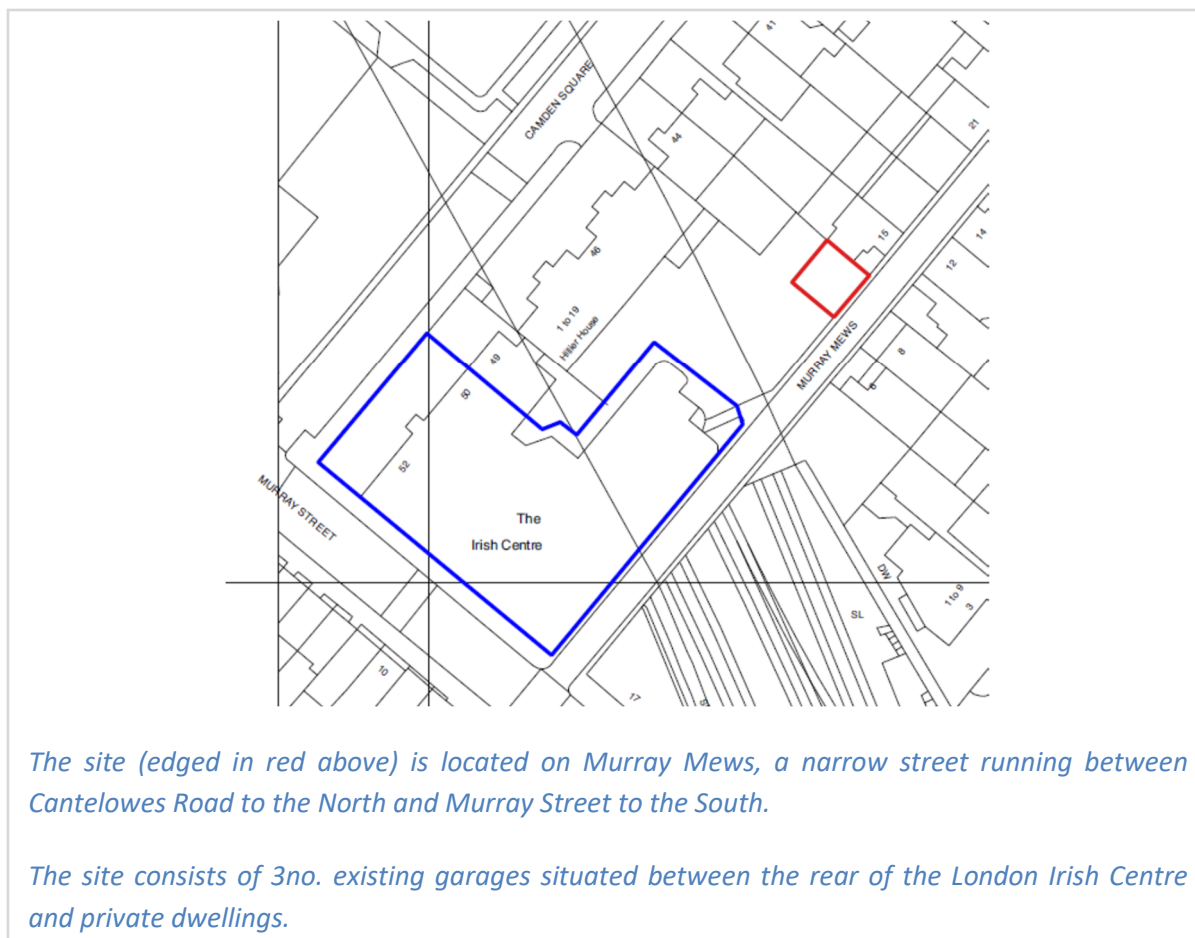 41
CAMDEN SQUARE
44
21
15
14
12
46
1 to 19
Hillier House
MURRAY MEWS
8
6
49
50
52
MURRAY STREET
The
Irish Centre
DW
1 to 9
3
SL
10
17
The site (edged in red above) is located on Murray Mews, a narrow street running between
Cantelowes Road to the North and Murray Street to the South.
The site consists of 3no. existing garages situated between the rear of the London Irish Centre
and private dwellings.